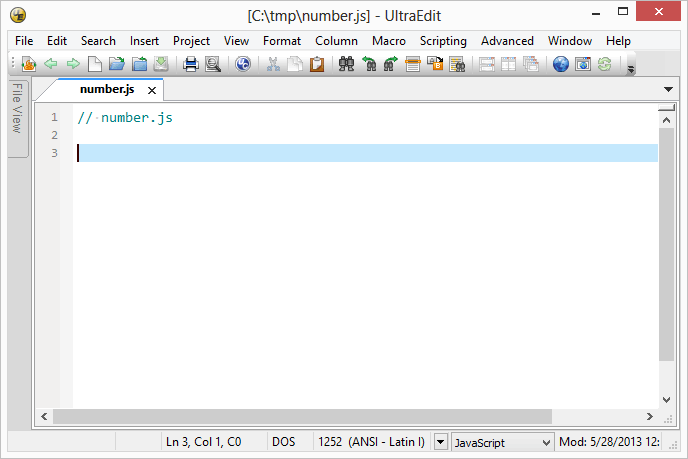 [C:\tmp\number.js] - UltraEdit
File Edit Search Insert Project View Format Column Macro Scripting Advanced Window Help
number.js
File View
1 // number.js
2
3
Ln 3, Col 1, C0 DOS 1252 (ANSI - Latin I) JavaScript Mod: 5/28/2013 12: